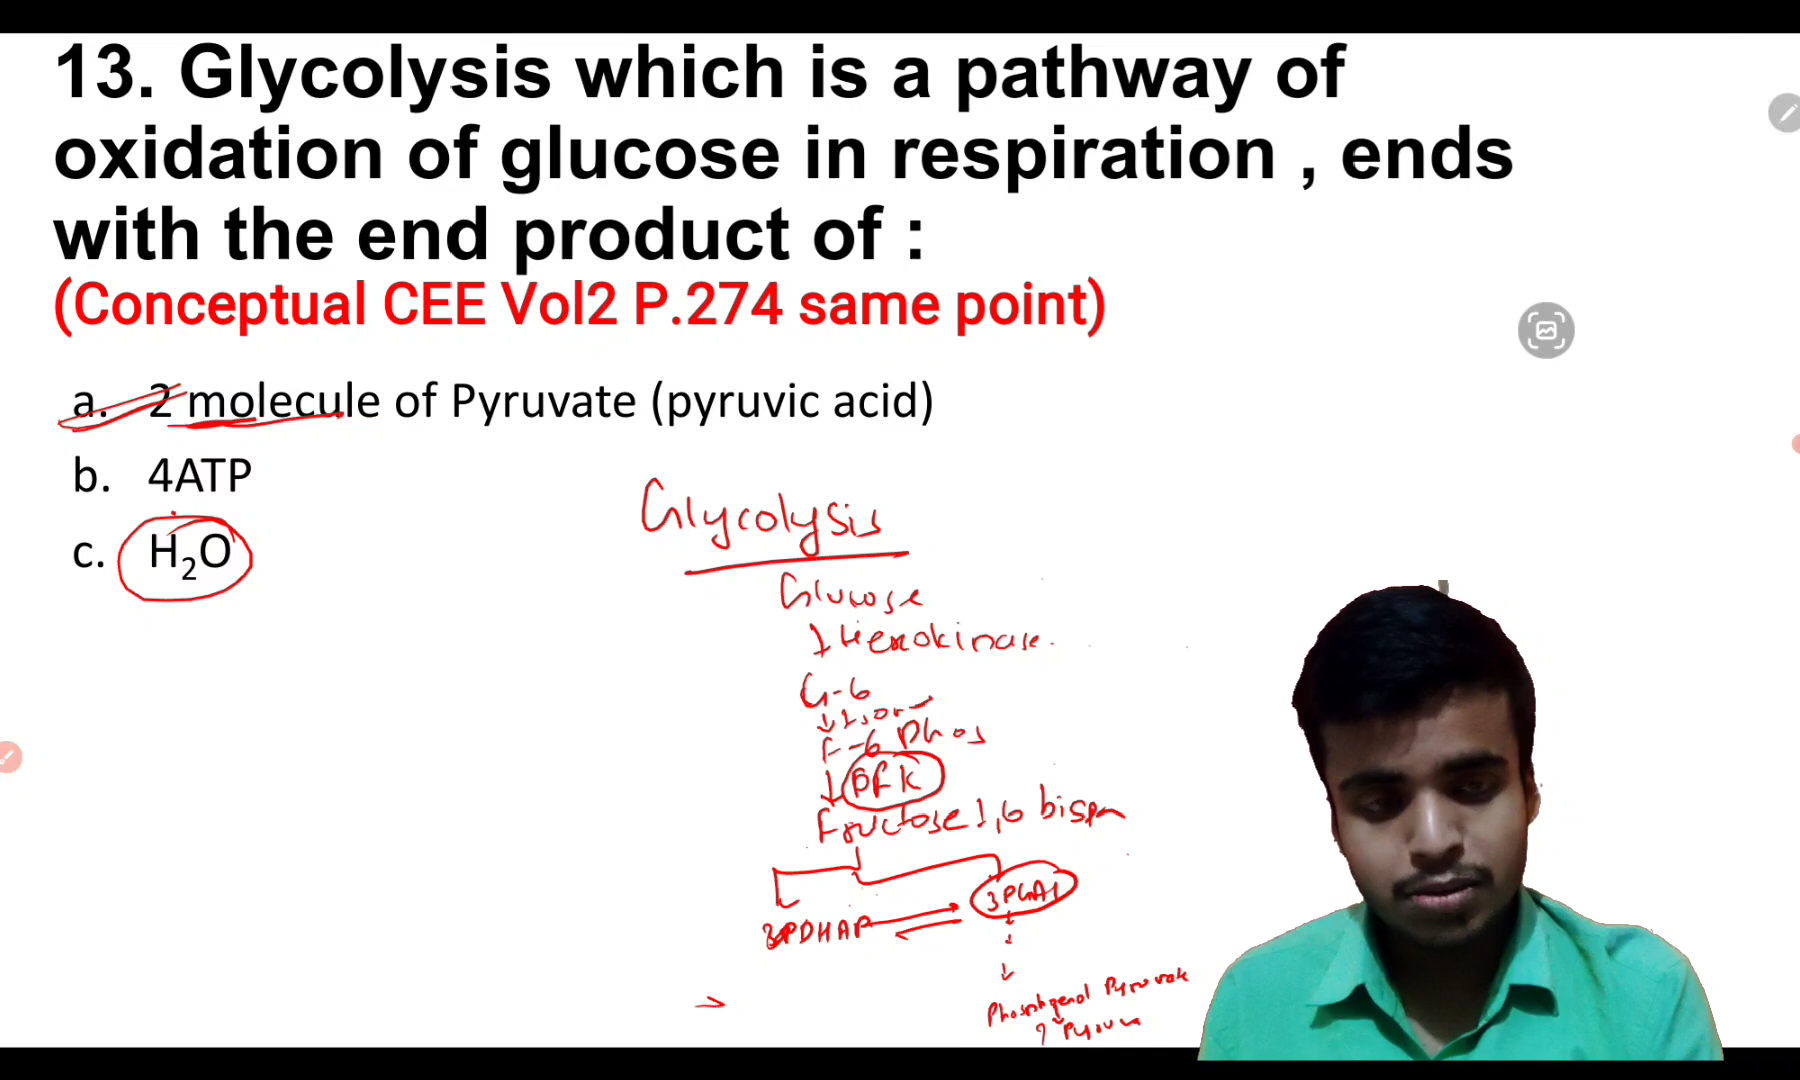 13. Glycolysis which is a pathway of
oxidation of glucose in respiration , ends
with the end product of :
(Conceptual CEE Vol2 P.274 same point)
a. 2 molecule of Pyruvate (pyruvic acid)
b. 4ATP
c. H₂O
Glycolysis
Glucose
Hexokinase.
G-6
F-6 Phos
PFK
Fructose 1,6
3PGAl
DHAP